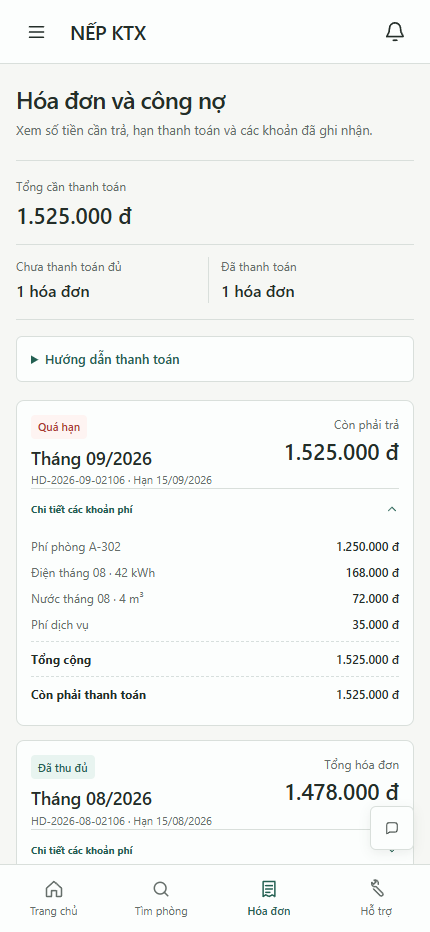 NẾP KTX
Hóa đơn và công nợ
Xem số tiền cần trả, hạn thanh toán và các khoản đã ghi nhận.
Tổng cần thanh toán
1.525.000 đ
Chưa thanh toán đủ
1 hóa đơn
Đã thanh toán
1 hóa đơn
Hướng dẫn thanh toán
Quá hạn
Còn phải trả
Tháng 09/2026
1.525.000 đ
HD-2026-09-02106 · Hạn 15/09/2026
Chi tiết các khoản phí
Phí phòng A-302 1.250.000 đ
Điện tháng 08 · 42 kWh 168.000 đ
Nước tháng 08 · 4 m³ 72.000 đ
Phí dịch vụ 35.000 đ
Tổng cộng 1.525.000 đ
Còn phải thanh toán 1.525.000 đ
Đã thu đủ
Tổng hóa đơn
Tháng 08/2026
1.478.000 đ
HD-2026-08-02106 · Hạn 15/08/2026
Chi tiết các khoản phí
Trang chủ
Tìm phòng
Hóa đơn
Hỗ trợ